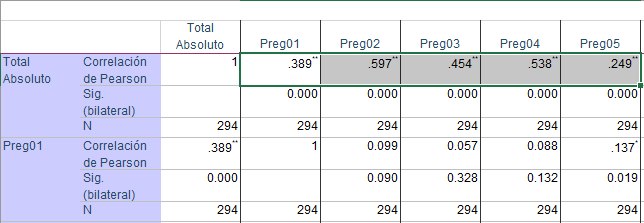 Total
Absoluto Preg01 Preg02 Preg03 Preg04 Preg05
Total Correlación 1 .389** .597** .454** .538** .249**
Absoluto de Pearson
Sig. 0.000 0.000 0.000 0.000 0.000
(bilateral)
N 294 294 294 294 294 294
Preg01 Correlación .389** 1 0.099 0.057 0.088 .137*
de Pearson
Sig. 0.000 0.090 0.328 0.132 0.019
(bilateral)
N 294 294 294 294 294 294